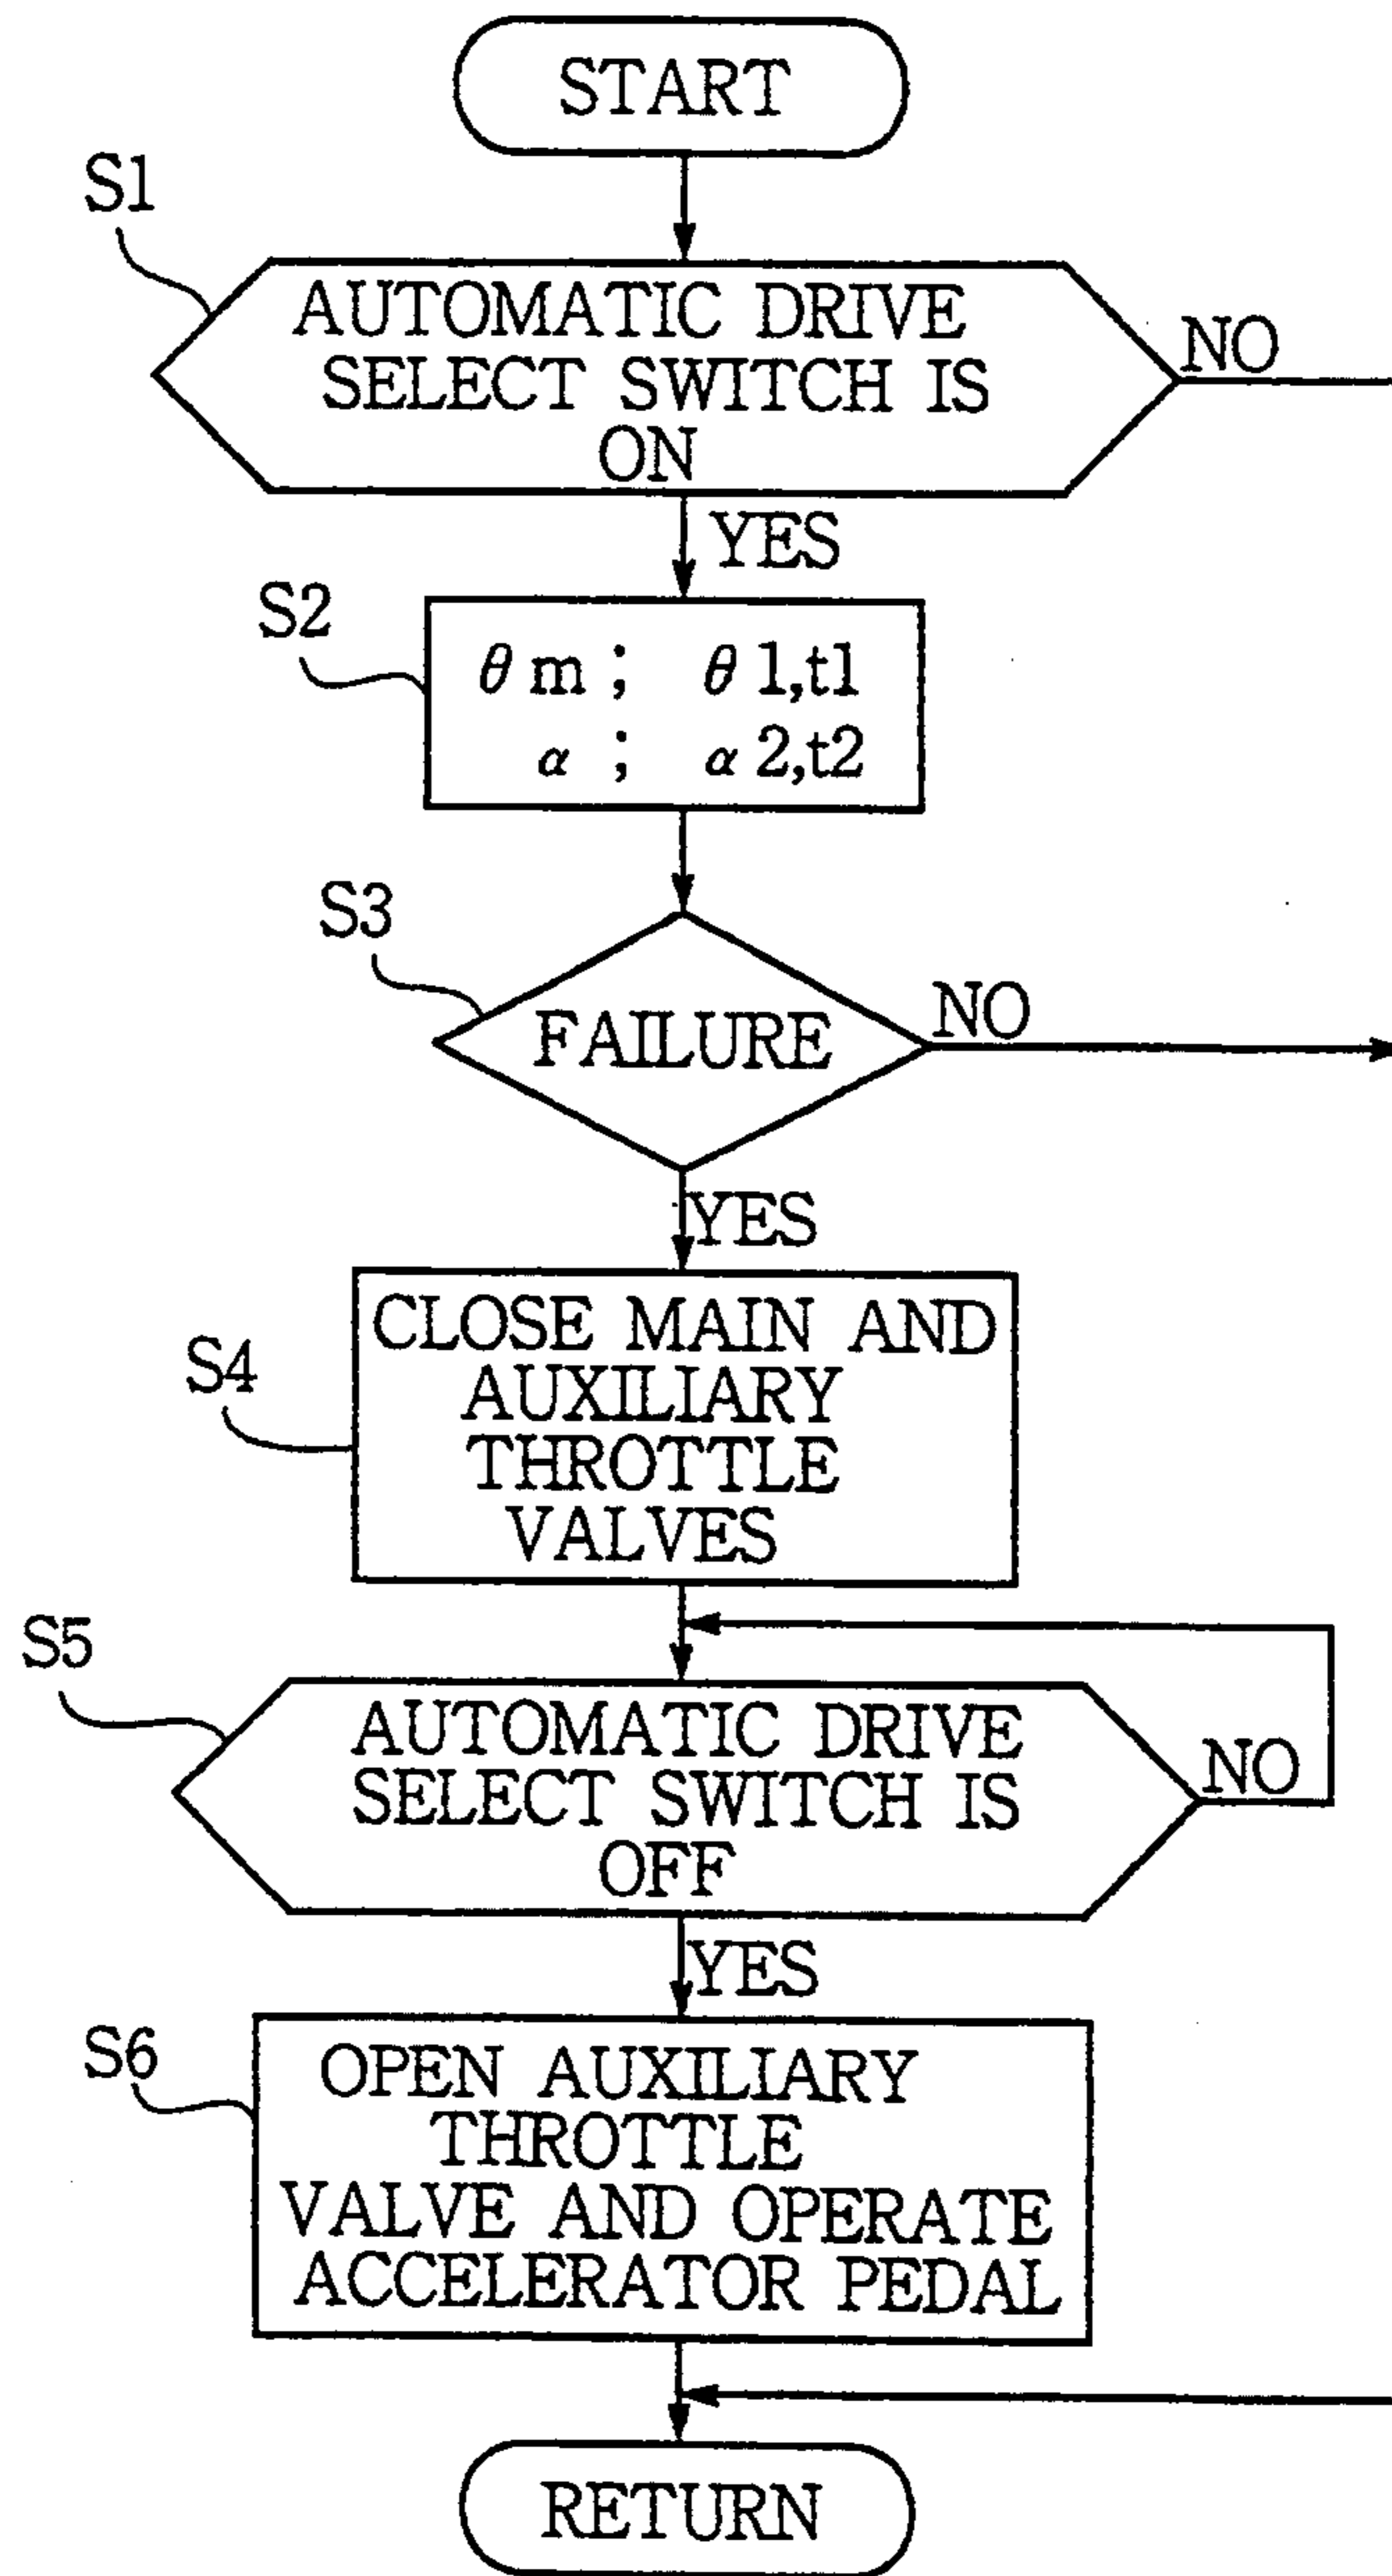 START
S1
AUTOMATIC DRIVE
SELECT SWITCH IS
ON
NO
YES
S2
θm ; θ1,t1
α ; α2,t2
S3
FAILURE
NO
YES
S4
CLOSE MAIN AND
AUXILIARY
THROTTLE
VALVES
S5
AUTOMATIC DRIVE
SELECT SWITCH IS
OFF
NO
YES
S6
OPEN AUXILIARY
THROTTLE
VALVE AND OPERATE
ACCELERATOR PEDAL
RETURN